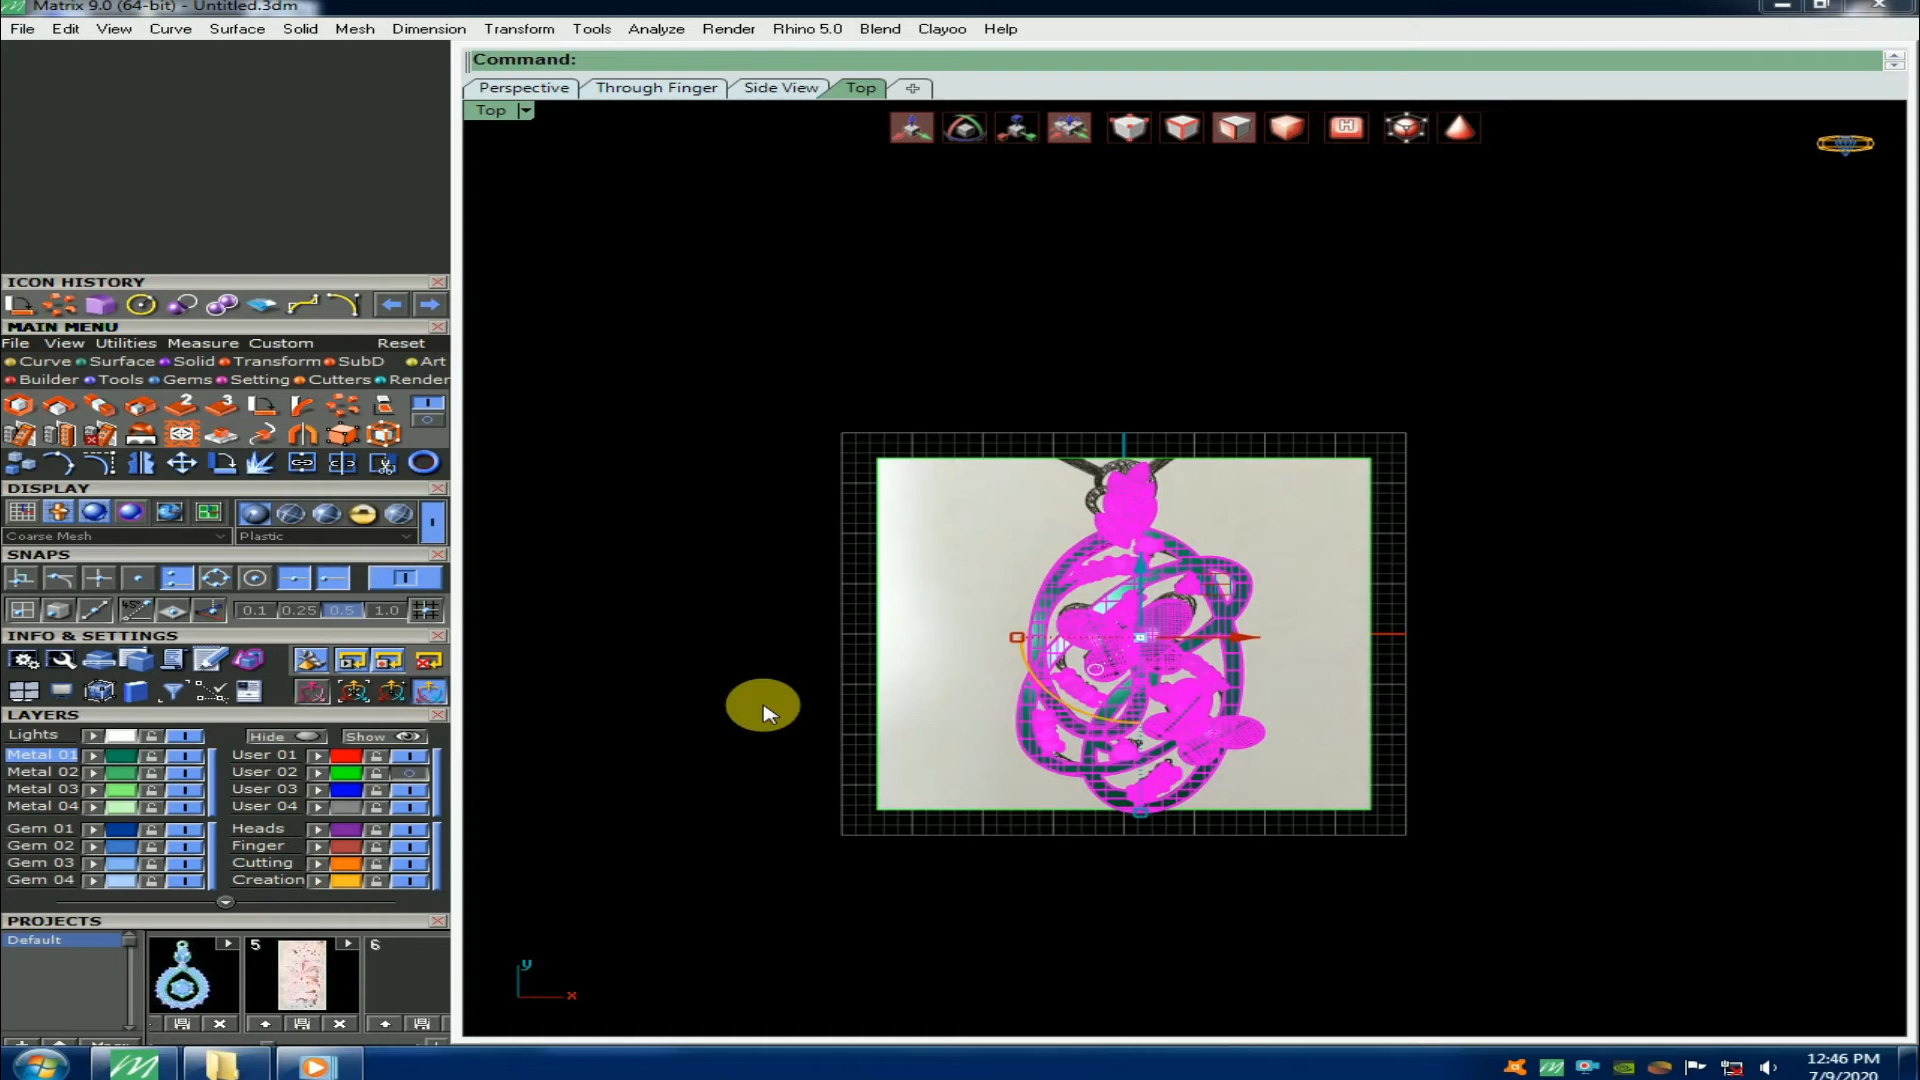 Matrix 9.0 (64-bit) - Untitled.3dm
File Edit View Curve Surface Solid Mesh Dimension Transform Tools Analyze Render Rhino 5.0 Blend Clayoo Help
Command:
Perspective Through Finger Side View Top
Top
ICON HISTORY
MAIN MENU
File View Utilities Measure Custom Reset
Curve Surface Solid Transform SubD Art
Builder Tools Gems Setting Cutters Render
2 3
DISPLAY
Coarse Mesh Plastic
SNAPS
0.1 0.25 0.5 1.0
INFO & SETTINGS
LAYERS
Lights Hide Show
Metal 01 User 01
Metal 02 User 02
Metal 03 User 03
Metal 04 User 04
Gem 01 Heads
Gem 02 Finger
Gem 03 Cutting
Gem 04 Creation
PROJECTS
Default 5 6
y
x
12:46 PM
7/9/2020